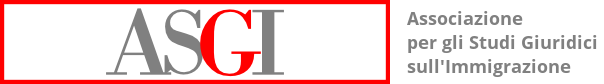 ASGI
Associazione
per gli Studi Giuridici
sull'Immigrazione